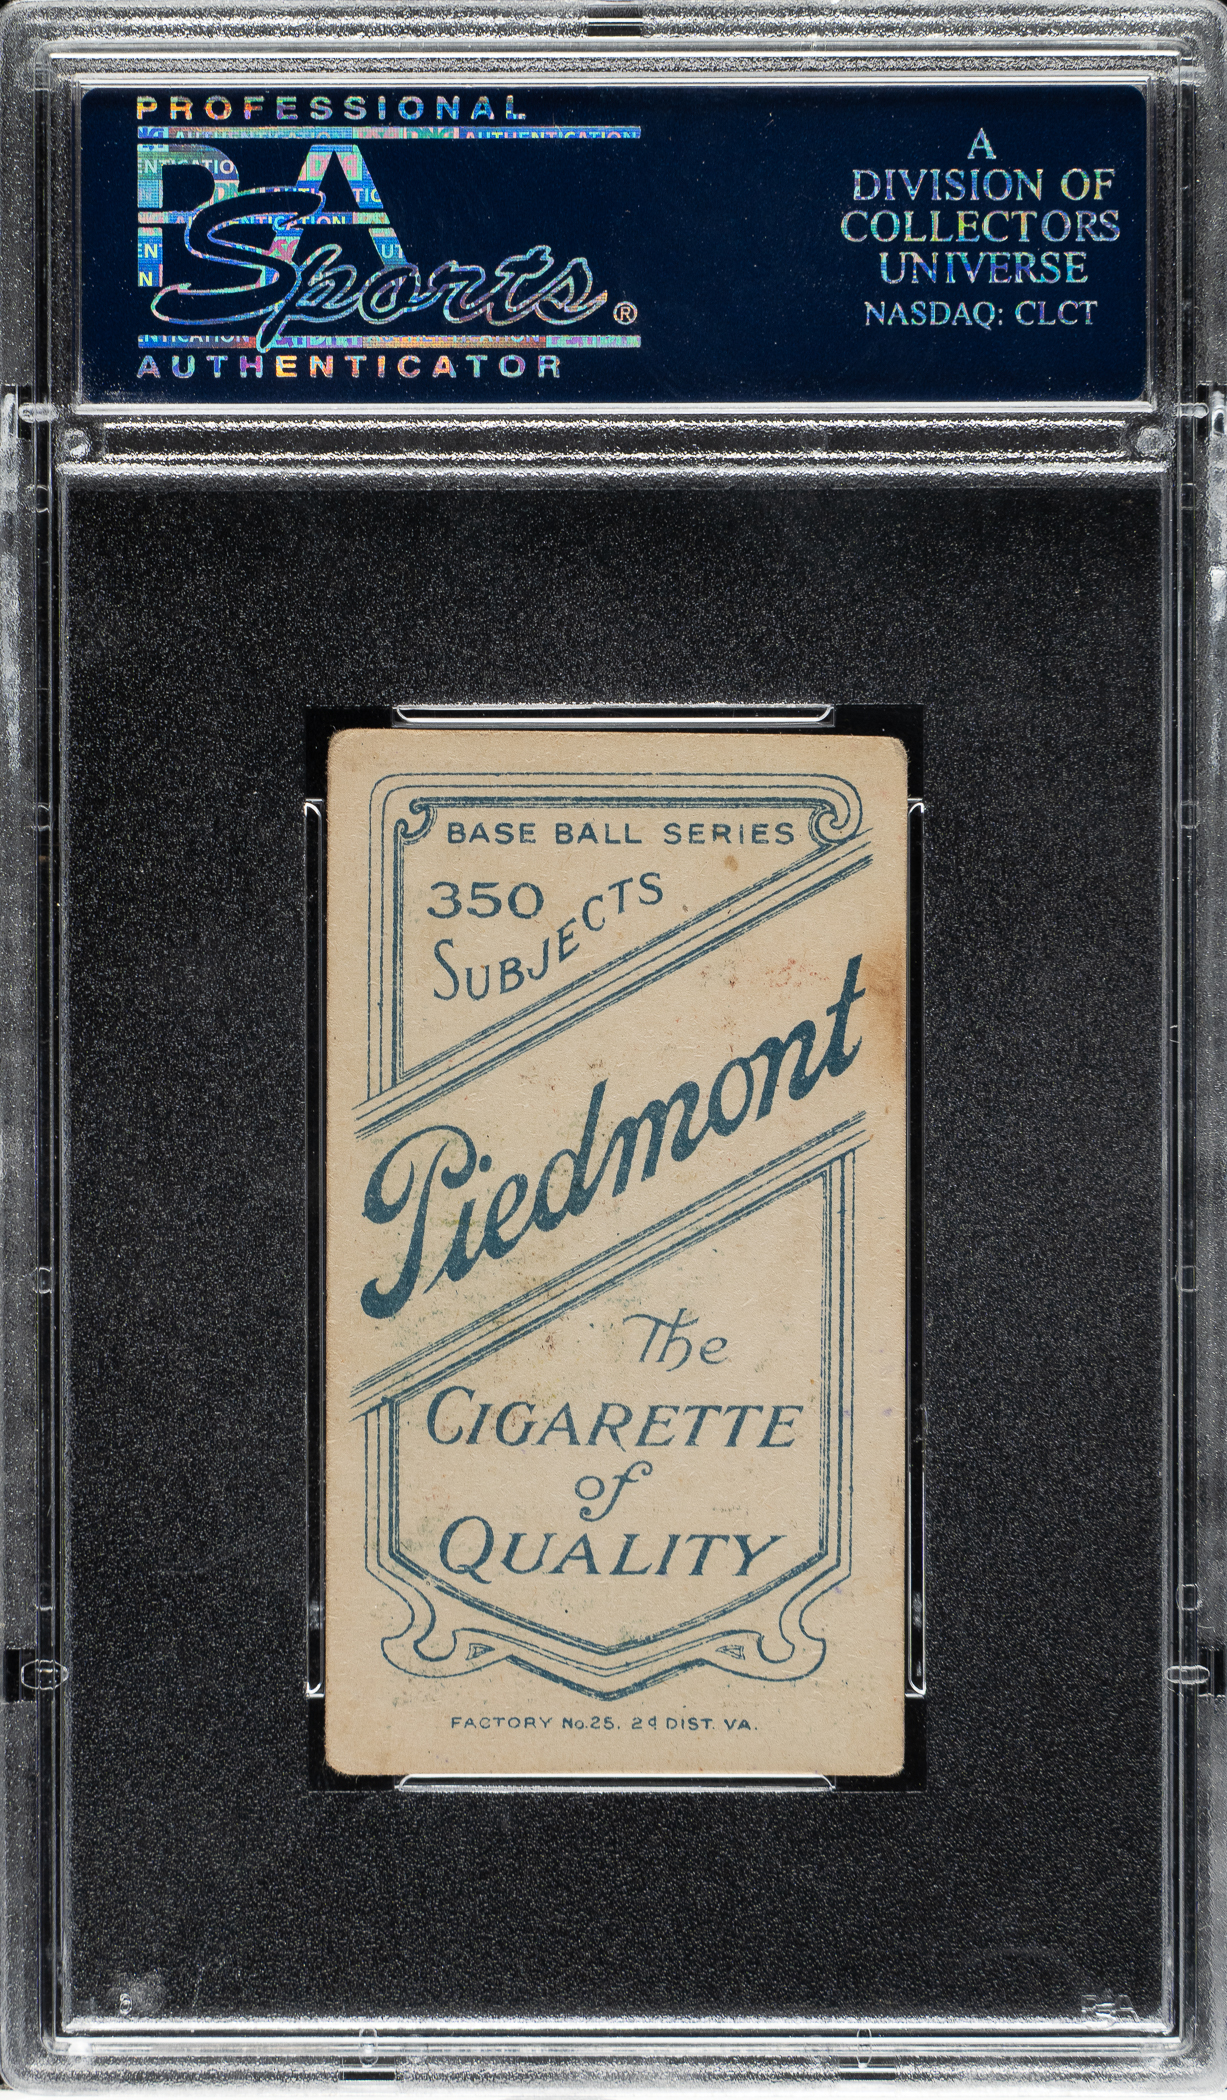 PROFESSIONAL
PSA
Sports®
AUTHENTICATOR
A
DIVISION OF
COLLECTORS
UNIVERSE
NASDAQ: CLCT
BASE BALL SERIES
350
SUBJECTS
Piedmont
The
CIGARETTE
of
QUALITY
FACTORY No.25. 2d DIST. VA.
PSA